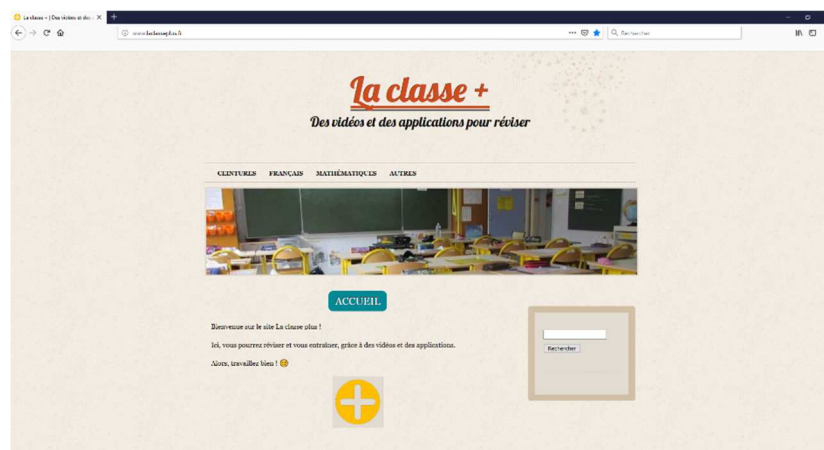 La classe + | Des vidéos et des
www.laclasseplus.fr
Rechercher
La classe +
Des vidéos et des applications pour réviser
CEINTURES FRANÇAIS MATHÉMATIQUES AUTRES
ACCUEIL
Bienvenue sur le site La classe plus !
Ici, vous pourrez réviser et vous entraîner, grâce à des vidéos et des applications.
Alors, travaillez bien !
Rechercher